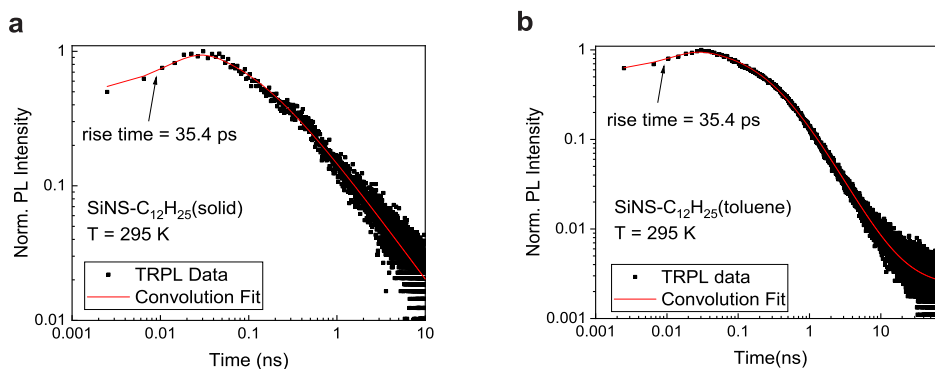 a
1
0.1
0.01
Norm. PL Intensity
rise time = 35.4 ps
SiNS-C₁₂H₂₅(solid)
T = 295 K
TRPL Data
Convolution Fit
0.001
0.01
0.1
1
10
Time (ns)
b
1
0.1
0.01
0.001
Norm. PL Intensity
rise time = 35.4 ps
SiNS-C₁₂H₂₅(toluene)
T = 295 K
TRPL data
Convolution Fit
0.001
0.01
0.1
1
10
Time(ns)